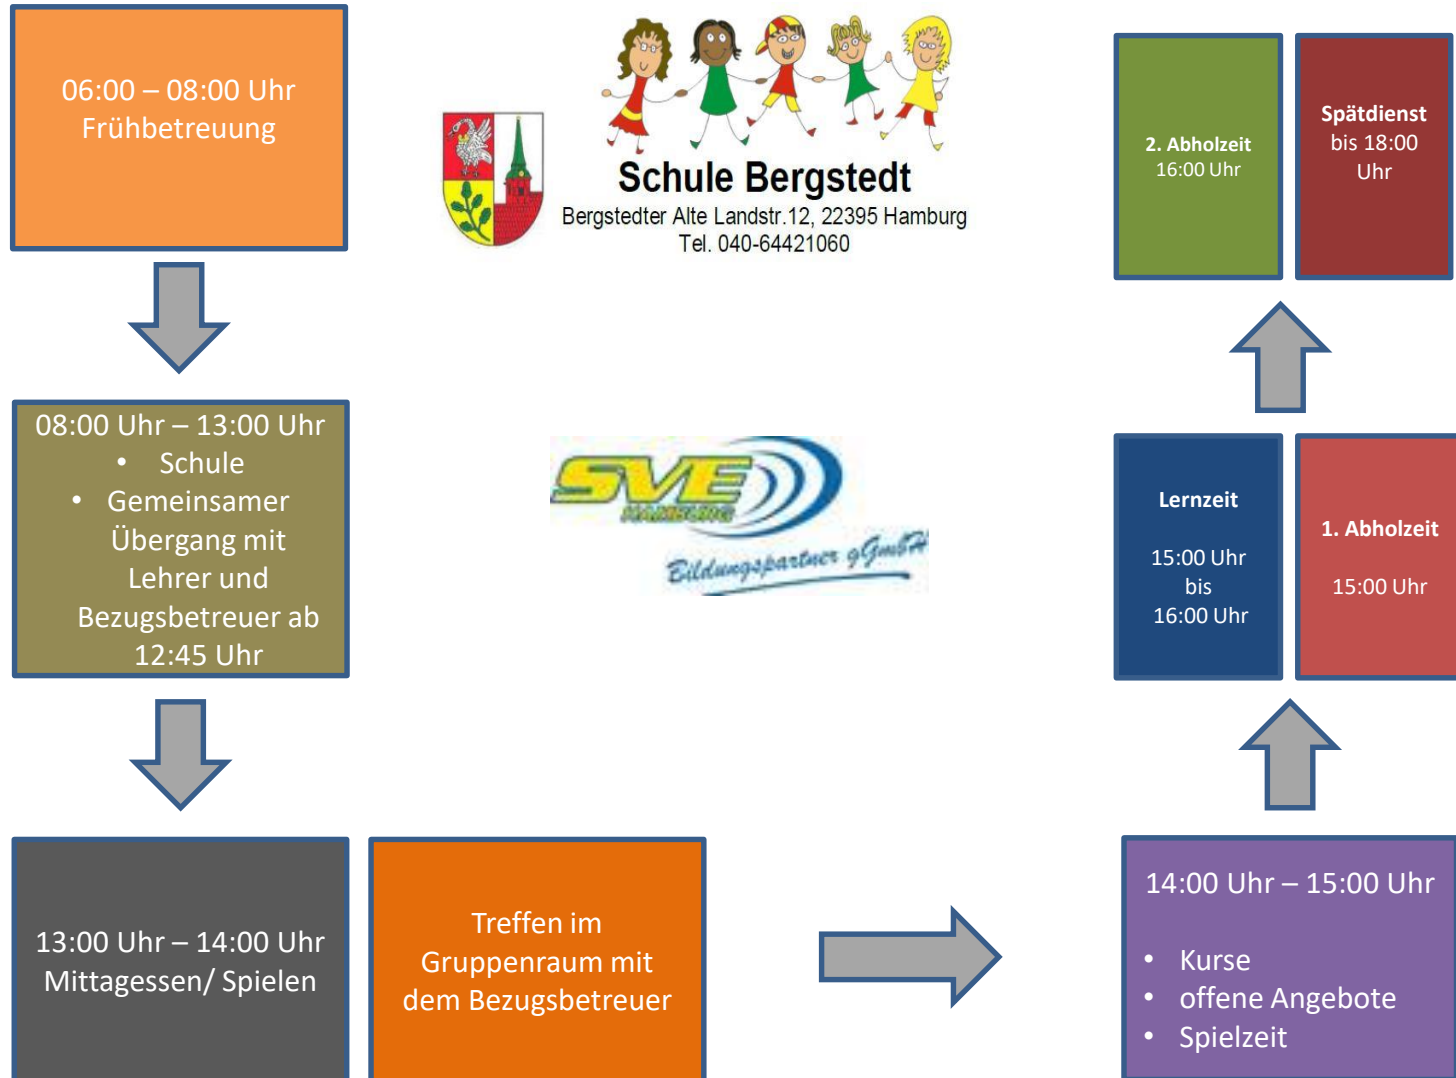 06:00 – 08:00 Uhr
Frühbetreuung
Schule Bergstedt
Bergstedter Alte Landstr.12, 22395 Hamburg
Tel. 040-64421060
2. Abholzeit
16:00 Uhr
Spätdienst
bis 18:00
Uhr
08:00 Uhr – 13:00 Uhr
• Schule
• Gemeinsamer
Übergang mit
Lehrer und
Bezugsbetreuer ab
12:45 Uhr
SVE
HAMBURG
Bildungspartner gGmbH
Lernzeit
15:00 Uhr
bis
16:00 Uhr
1. Abholzeit
15:00 Uhr
13:00 Uhr – 14:00 Uhr
Mittagessen/ Spielen
Treffen im
Gruppenraum mit
dem Bezugsbetreuer
14:00 Uhr – 15:00 Uhr
• Kurse
• offene Angebote
• Spielzeit